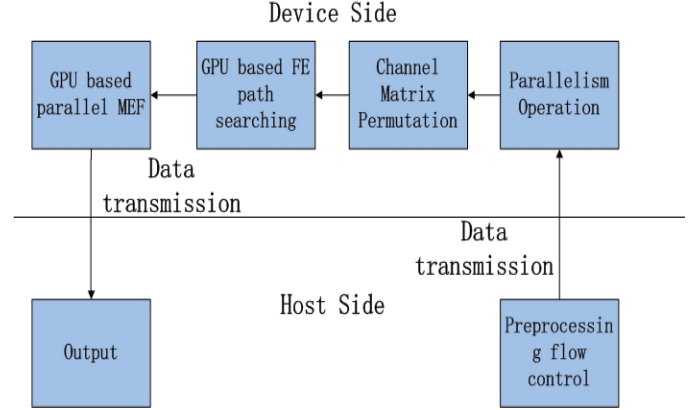 Device Side
GPU based
parallel MEF
GPU based FE
path
searching
Channel
Matrix
Permutation
Parallelism
Operation
Data
transmission
Data
transmission
Host Side
Output
Preprocessin
g flow
control